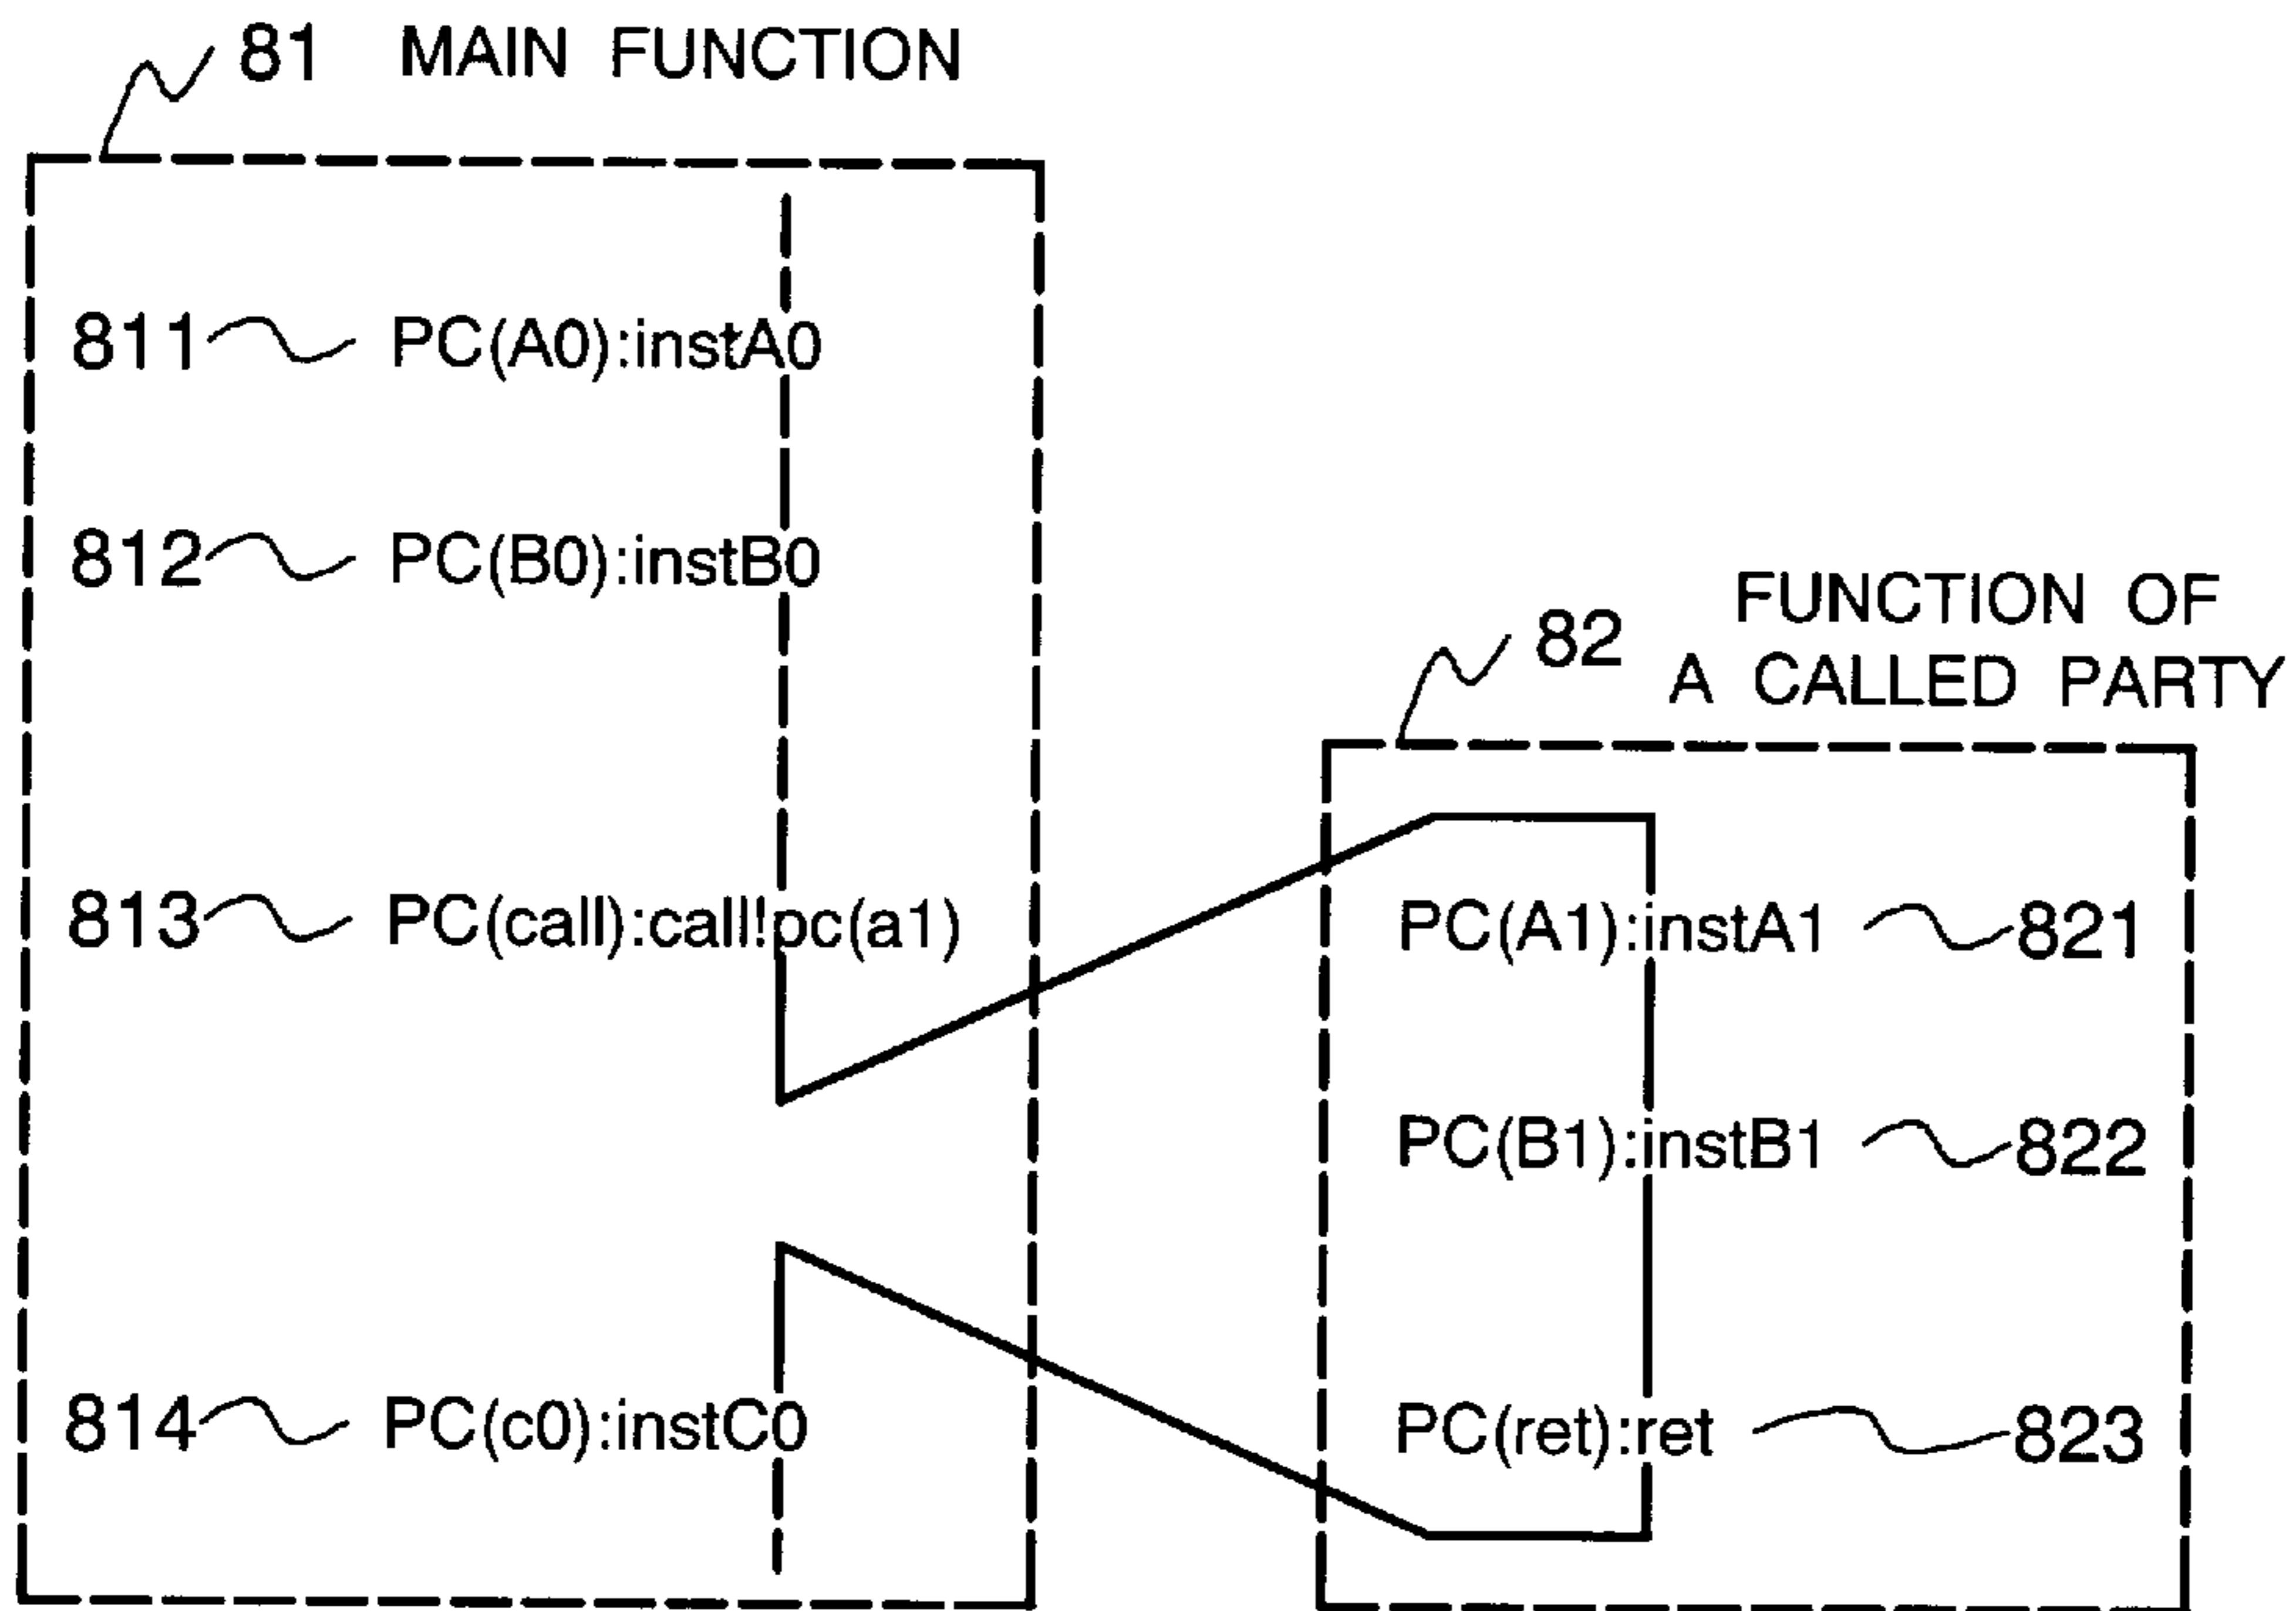 81 MAIN FUNCTION
811 PC(A0):instA0
812 PC(B0):instB0
813 PC(call):call!pc(a1)
814 PC(c0):instC0
82 FUNCTION OF
A CALLED PARTY
PC(A1):instA1 821
PC(B1):instB1 822
PC(ret):ret 823